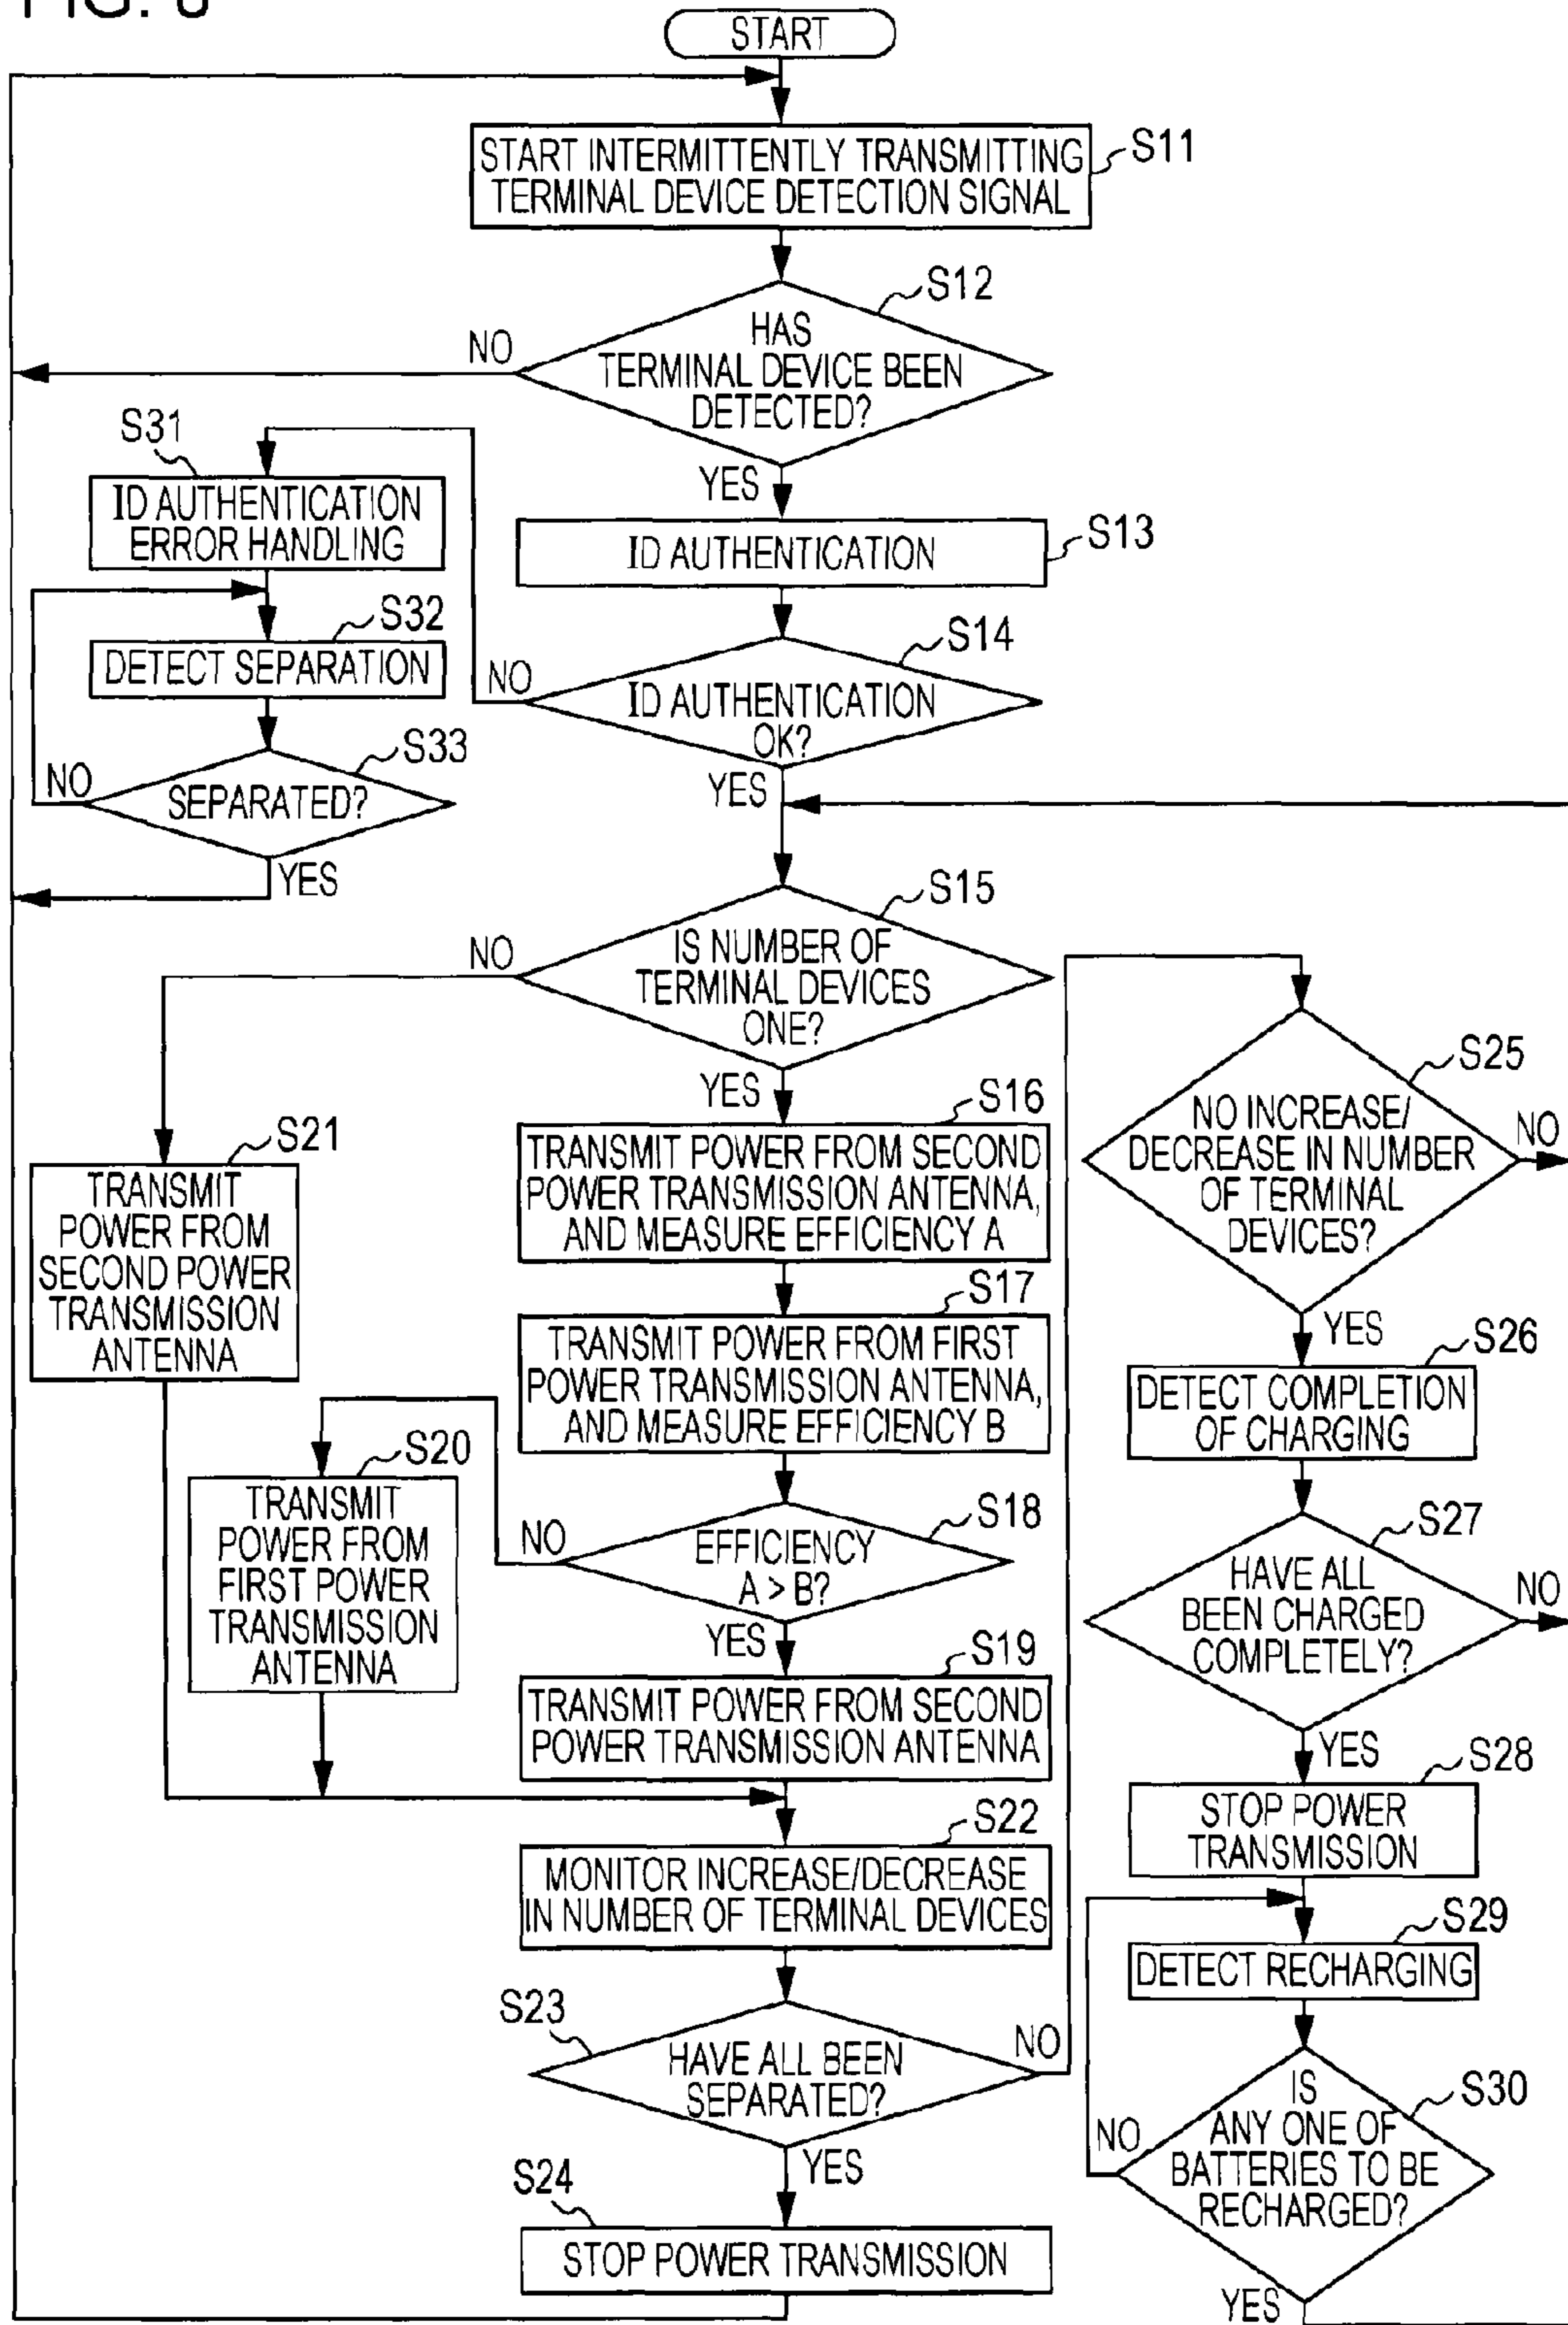 START
START INTERMITTENTLY TRANSMITTING
TERMINAL DEVICE DETECTION SIGNAL
S11
S12
HAS
TERMINAL DEVICE BEEN
DETECTED?
NO
YES
S31
ID AUTHENTICATION
ERROR HANDLING
ID AUTHENTICATION
S13
S32
DETECT SEPARATION
S14
ID AUTHENTICATION
OK?
NO
YES
S33
SEPARATED?
NO
YES
S15
IS NUMBER OF
TERMINAL DEVICES
ONE?
NO
YES
S21
TRANSMIT
POWER FROM
SECOND POWER
TRANSMISSION
ANTENNA
S16
TRANSMIT POWER FROM SECOND
POWER TRANSMISSION ANTENNA,
AND MEASURE EFFICIENCY A
S17
TRANSMIT POWER FROM FIRST
POWER TRANSMISSION ANTENNA,
AND MEASURE EFFICIENCY B
S20
TRANSMIT
POWER FROM
FIRST POWER
TRANSMISSION
ANTENNA
S18
EFFICIENCY
A > B?
NO
YES
S19
TRANSMIT POWER FROM SECOND
POWER TRANSMISSION ANTENNA
S22
MONITOR INCREASE/DECREASE
IN NUMBER OF TERMINAL DEVICES
S23
HAVE ALL BEEN
SEPARATED?
NO
YES
S24
STOP POWER TRANSMISSION
S25
NO INCREASE/
DECREASE IN NUMBER
OF TERMINAL
DEVICES?
NO
YES
S26
DETECT COMPLETION
OF CHARGING
S27
HAVE ALL
BEEN CHARGED
COMPLETELY?
NO
YES
S28
STOP POWER
TRANSMISSION
S29
DETECT RECHARGING
S30
IS
ANY ONE OF
BATTERIES TO BE
RECHARGED?
NO
YES